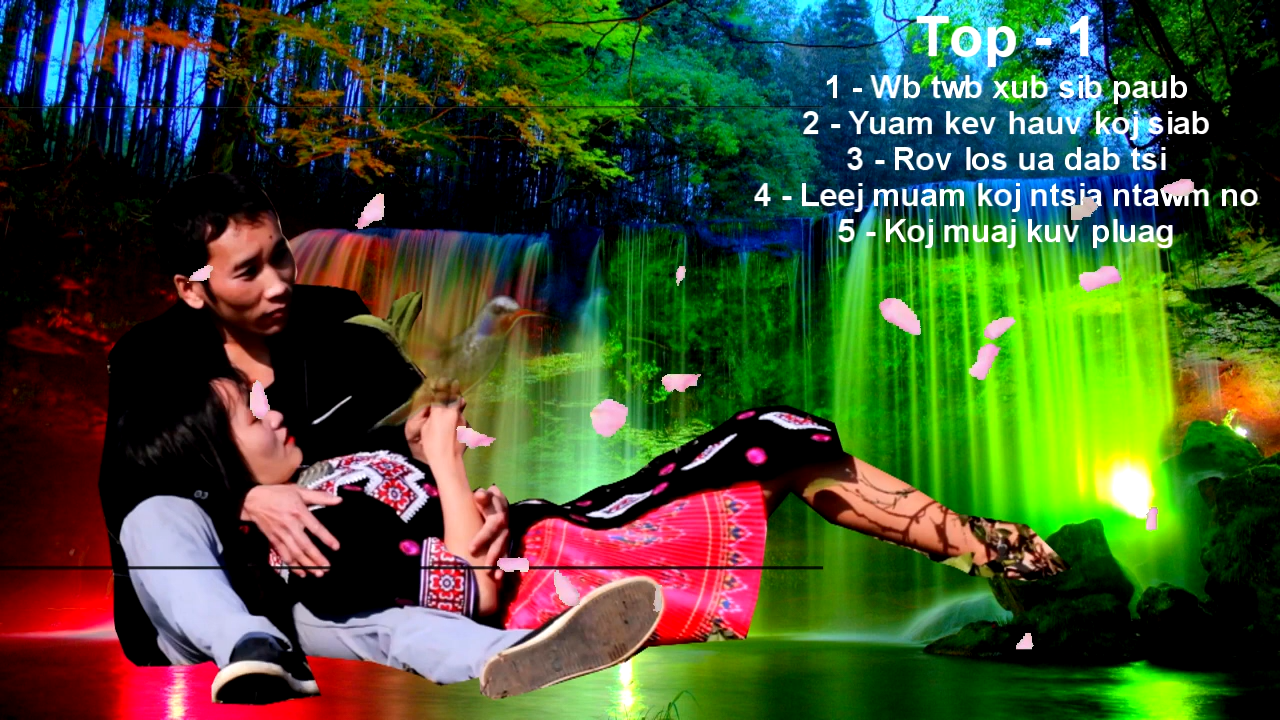 Top - 1
1 - Wb twb xub sib paub
2 - Yuam kev hauv koj siab
3 - Rov los ua dab tsi
4 - Leej muam koj ntsia ntawm no
5 - Koj muaj kuv pluag